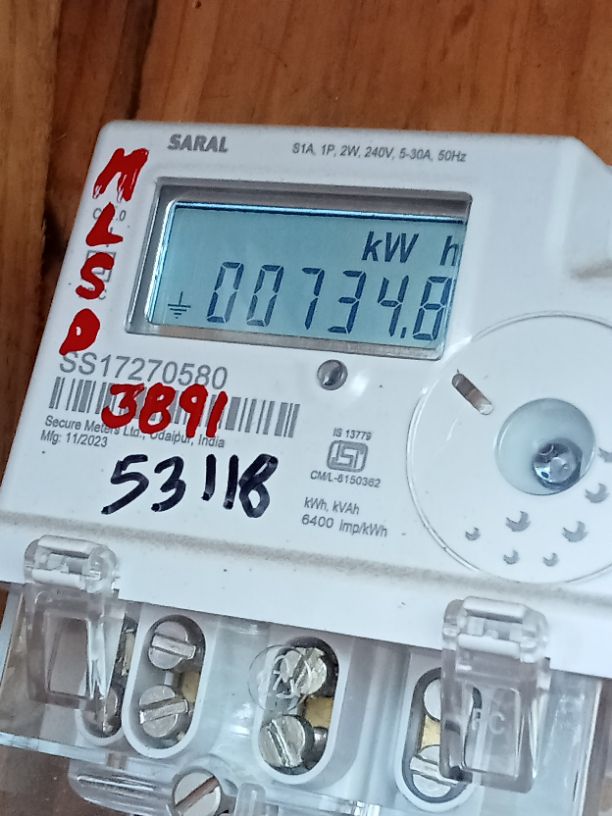 SARAL
S1A, 1P, 2W, 240V, 5-30A, 50Hz
MLSD
kW h
00734.8
SS17270580
3891
Secure Meters Ltd., Udaipur, India
Mfg: 11/2023
53118
IS 13779
ISI
CM/L-6150362
kWh, kVAh
6400 imp/kWh